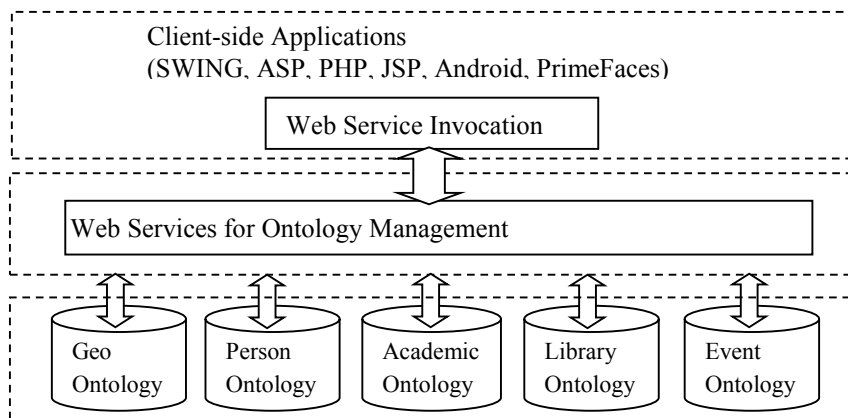 Client-side Applications
(SWING, ASP, PHP, JSP, Android, PrimeFaces)
Web Service Invocation
Web Services for Ontology Management
Geo
Ontology
Person
Ontology
Academic
Ontology
Library
Ontology
Event
Ontology